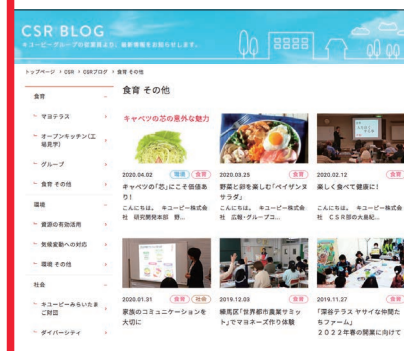 CSR BLOG
キユーピーグループの従業員より、最新情報をお知らせします。
トップページ › CSR › CSRブログ › 食育 その他
食育
マヨテラス
オープンキッチン(工場見学)
グループ
食育 その他
環境
資源の有効活用
気候変動への対応
環境 その他
社会
キユーピーみらいたまご財団
ダイバーシティ
食育 その他
キャベツの芯の意外な魅力
2020.04.02 環境 食育
キャベツの「芯」にこそ価値あり!
こんにちは。 キユーピー株式会社 研究開発本部 野...
2020.03.25 食育
野菜と卵を楽しむ「ペイザンヌサラダ」
こんにちは。 キユーピー株式会社 広報・グループコ...
2020.02.12 食育
楽しく食べて健康に!
こんにちは。 キユーピー株式会社 CSR部の大島紀...
2020.01.31 食育 社会
家族のコミュニケーションを大切に
2019.12.03 食育
練馬区「世界都市農業サミット」でマヨネーズ作り体験
2019.11.27 食育
「深谷テラス ヤサイな仲間たちファーム」
2022年春の開業に向けて